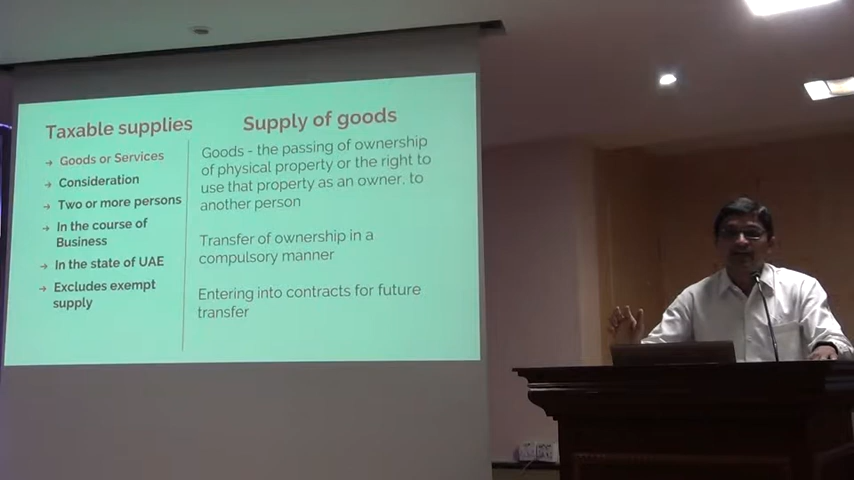 Taxable supplies
→ Goods or Services
→ Consideration
→ Two or more persons
→ In the course of
Business
→ In the state of UAE
→ Excludes exempt
supply
Supply of goods
Goods - the passing of ownership
of physical property or the right to
use that property as an owner. to
another person
Transfer of ownership in a
compulsory manner
Entering into contracts for future
transfer